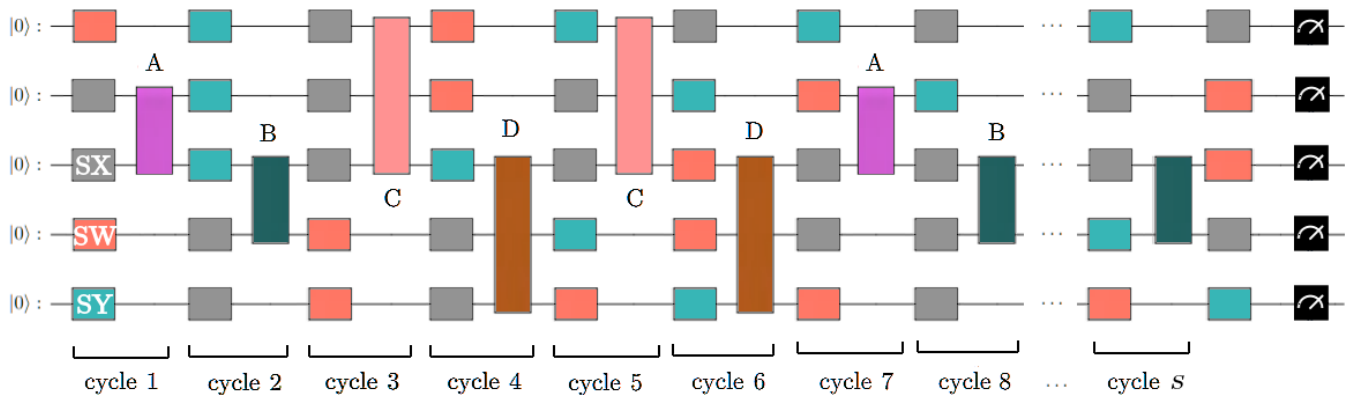 |0⟩ :
A
A
|0⟩ :
D
D
B
B
|0⟩ : SX
C
C
|0⟩ : SW
|0⟩ : SY
cycle 1 cycle 2 cycle 3 cycle 4 cycle 5 cycle 6 cycle 7 cycle 8 ... cycle s